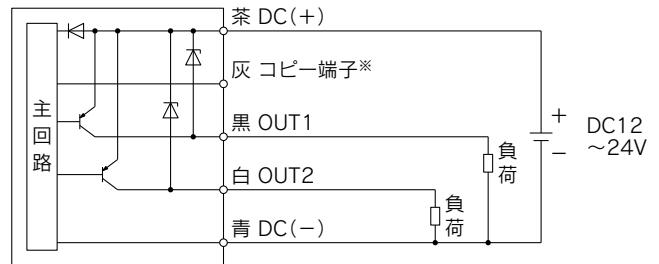 茶 DC(+)
灰 コピー端子※
主回路
黒 OUT1
+
DC12
～24V
−
負荷
白 OUT2
負荷
青 DC(−)